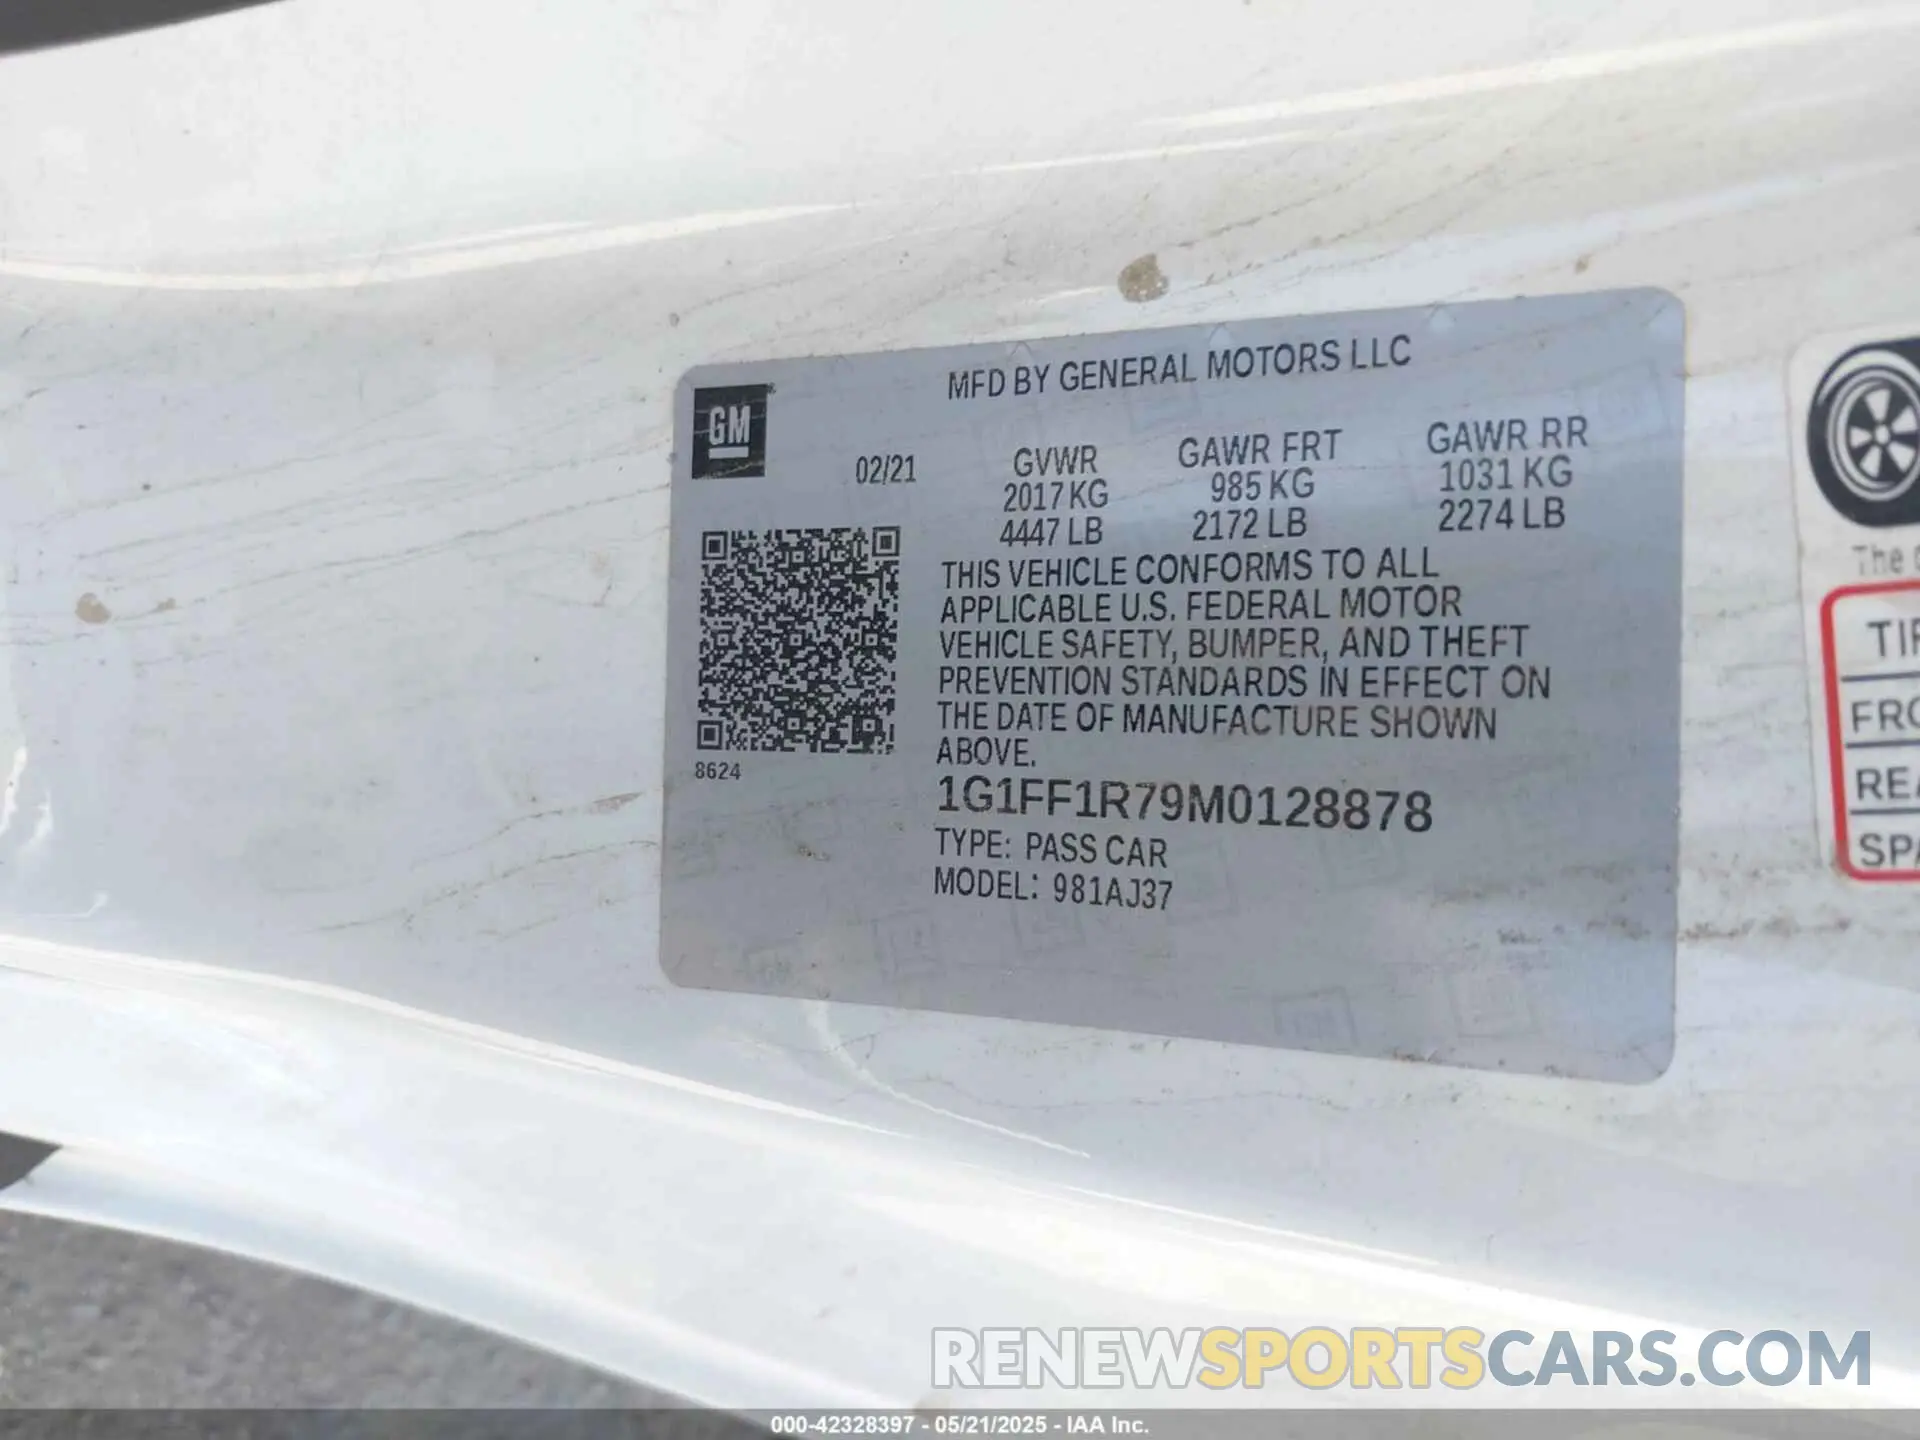 MFD BY GENERAL MOTORS LLC
GM
02/21
GVWR GAWR FRT GAWR RR
2017 KG 985 KG 1031 KG
4447 LB 2172 LB 2274 LB
THIS VEHICLE CONFORMS TO ALL
APPLICABLE U.S. FEDERAL MOTOR
VEHICLE SAFETY, BUMPER, AND THEFT
PREVENTION STANDARDS IN EFFECT ON
THE DATE OF MANUFACTURE SHOWN
ABOVE.
8624
1G1FF1R79M0128878
TYPE: PASS CAR
MODEL: 981AJ37
The
RENEWSPORTSCARS.COM
000-42328397 - 05/21/2025 - IAA Inc.